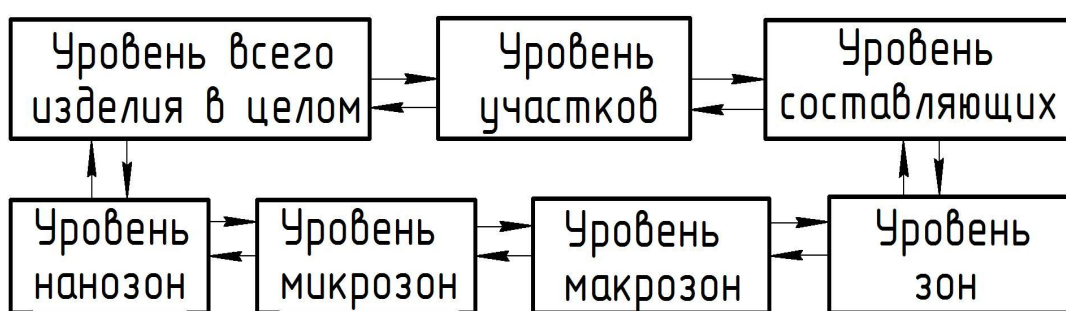 Уровень всего
изделия в целом
Уровень
участков
Уровень
составляющих
Уровень
нанозон
Уровень
микрозон
Уровень
макрозон
Уровень
зон